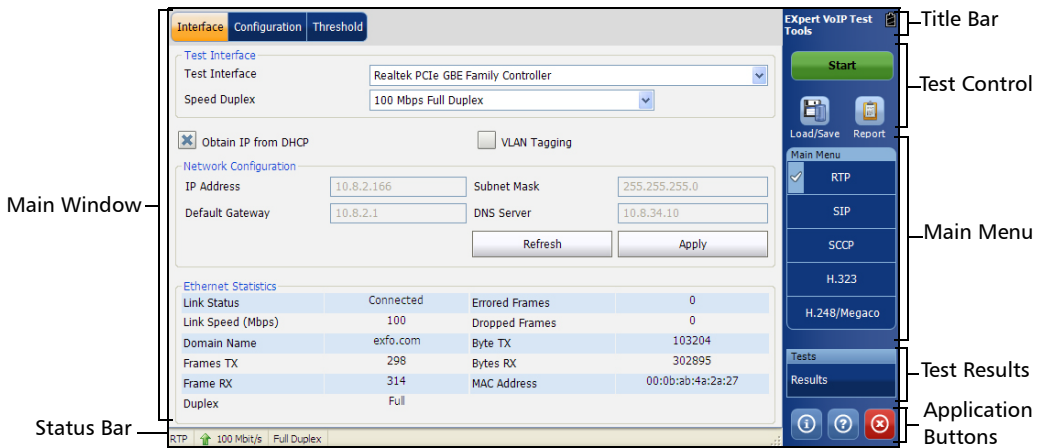 Interface Configuration Threshold
Test Interface
Test Interface Realtek PCIe GBE Family Controller
Speed Duplex 100 Mbps Full Duplex
Obtain IP from DHCP VLAN Tagging
Network Configuration
IP Address 10.8.2.166 Subnet Mask 255.255.255.0
Default Gateway 10.8.2.1 DNS Server 10.8.34.10
Refresh Apply
Ethernet Statistics
Link Status Connected Errored Frames 0
Link Speed (Mbps) 100 Dropped Frames 0
Domain Name exfo.com Byte TX 103204
Frames TX 298 Bytes RX 302895
Frame RX 314 MAC Address 00:0b:ab:4a:2a:27
Duplex Full
RTP 100 Mbit/s Full Duplex
EXpert VoIP Test
Tools
Start
Load/Save Report
Main Menu
RTP
SIP
SCCP
H.323
H.248/Megaco
Tests
Results
Main Window
Status Bar
Title Bar
Test Control
Main Menu
Test Results
Application
Buttons